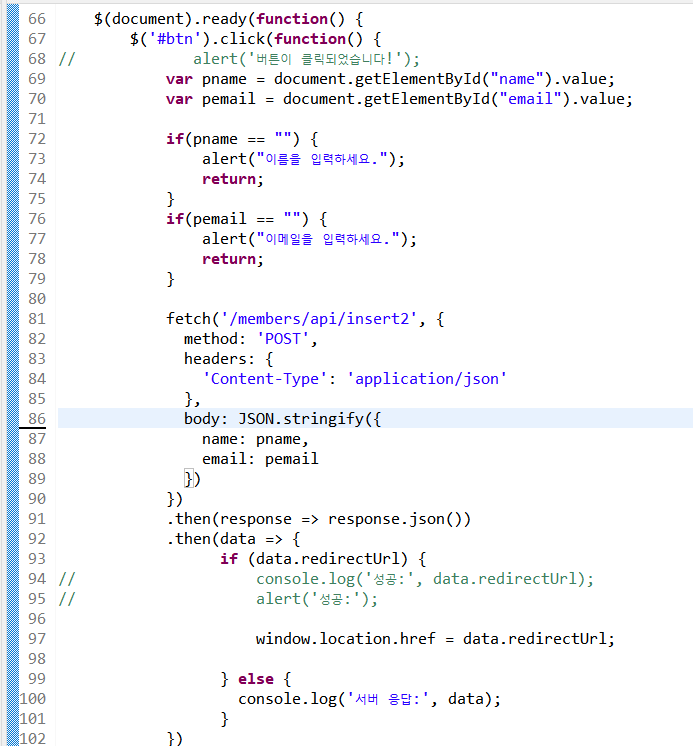 66 $(document).ready(function() {
67 $('#btn').click(function() {
68 // alert('버튼이 클릭되었습니다!');
69 var pname = document.getElementById("name").value;
70 var pemail = document.getElementById("email").value;
71
72 if(pname == "") {
73 alert("이름을 입력하세요.");
74 return;
75 }
76 if(pemail == "") {
77 alert("이메일을 입력하세요.");
78 return;
79 }
80
81 fetch('/members/api/insert2', {
82 method: 'POST',
83 headers: {
84 'Content-Type': 'application/json'
85 },
86 body: JSON.stringify({
87 name: pname,
88 email: pemail
89 })
90 })
91 .then(response => response.json())
92 .then(data => {
93 if (data.redirectUrl) {
94 // console.log('성공:', data.redirectUrl);
95 // alert('성공:');
96
97 window.location.href = data.redirectUrl;
98
99 } else {
100 console.log('서버 응답:', data);
101 }
102 })